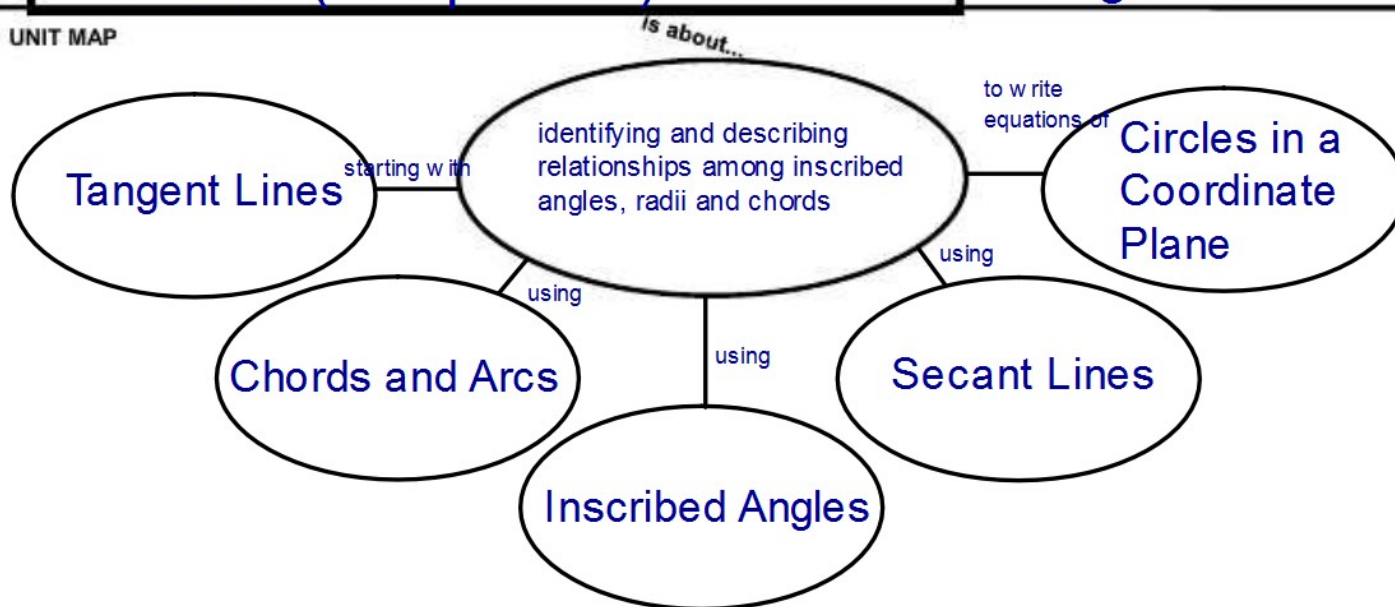 UNIT MAP
is about...
starting with
Tangent Lines
identifying and describing
relationships among inscribed
angles, radii and chords
to write
equations of
Circles in a
Coordinate
Plane
using
Chords and Arcs
using
Inscribed Angles
using
Secant Lines